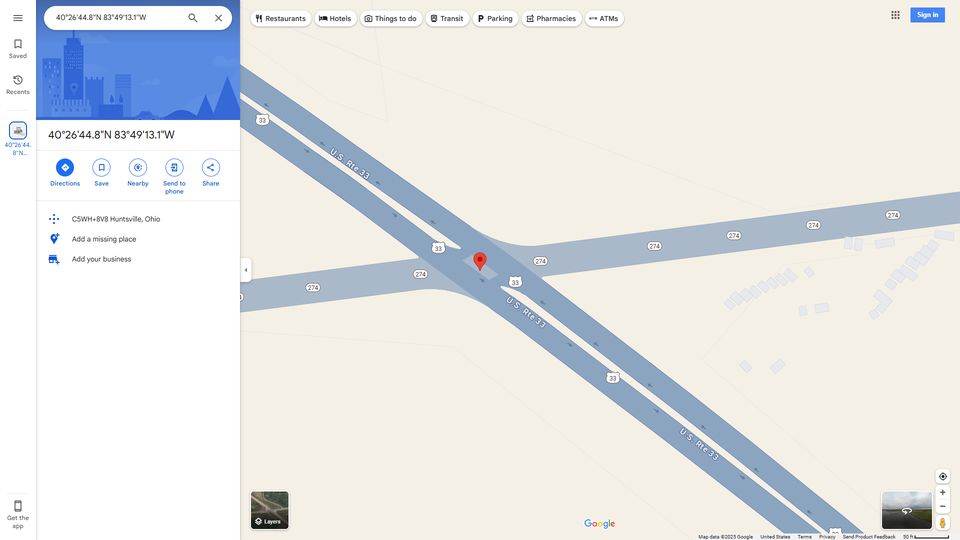 40°26'44.8"N 83°49'13.1"W
Restaurants
Hotels
Things to do
Transit
Parking
Pharmacies
ATMs
Sign in
Saved
Recents
40°26'44.
8"N...
40°26'44.8"N 83°49'13.1"W
Directions
Save
Nearby
Send to
phone
Share
C5WH+8V8 Huntsville, Ohio
Add a missing place
Add your business
Get the
app
33
U.S. Rte 33
33
274
274
274
274
274
274
274
33
U.S. Rte 33
33
U.S. Rte 33
33
Layers
Google
Map data ©2025 Google
United States
Terms
Privacy
Send Product Feedback
50 ft